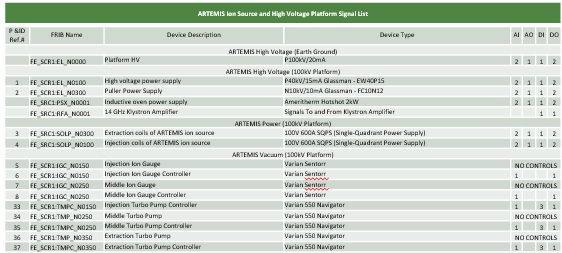 ARTEMIS Ion Source and High Voltage Platform Signal List
P &ID Ref.# FRIB Name Device Description Device Type AI AO DI DO
ARTEMIS High Voltage (Earth Ground)
FE_SCR1:EL_N0000 Platform HV P100kV/20mA 2 1 1 2
ARTEMIS High Voltage (100kV Platform)
1 FE_SCR1:EL_N0100 High voltage power supply P40kV/15mA Glassman - EW40P15 2 1 1 2
2 FE_SCR1:EL_N0300 Puller Power Supply N10kV/10mA Glassman - FC10N12 2 1 1 2
FE_SCR1:PSX_N0001 Inductive oven power supply Ameritherm Hotshot 2kW 2 1 1 2
FE_SCR1:RFA_N0001 14 GHz Klystron Amplifier Signals To and From Klystron Amplifier 1 1
ARTEMIS Power (100kV Platform)
3 FE_SCR1:SOLP_N0300 Extraction coils of ARTEMIS ion source 100V 600A SQPS (Single-Quadrant Power Supply) 2 1 1 2
4 FE_SCR1:SOLP_N0100 Injection coils of ARTEMIS ion source 100V 600A SQPS (Single-Quadrant Power Supply) 2 1 1 2
ARTEMIS Vacuum (100kV Platform)
5 FE_SCR1:IGC_N0150 Injection Ion Gauge Varian Sentorr NO CONTROLS
6 FE_SCR1:IGC_N0150 Injection Ion Gauge Controller Varian Sentorr 1 1
7 FE_SCR1:IGC_N0250 Middle Ion Gauge Varian Sentorr NO CONTROLS
8 FE_SCR1:IGC_N0250 Middle Ion Gauge Controller Varian Sentorr 1 1
33 FE_SCR1:TMPC_N0150 Injection Turbo Pump Controller Varian 550 Navigator 1 3 1
34 FE_SCR1:TMP_N0250 Middle Turbo Pump Varian 550 Navigator NO CONTROLS
35 FE_SCR1:TMPC_N0250 Middle Turbo Pump Controller Varian 550 Navigator 1 3 1
36 FE_SCR1:TMP_N0350 Extraction Turbo Pump Varian 550 Navigator NO CONTROLS
37 FE_SCR1:TMPC_N0350 Extraction Turbo Pump Controller Varian 550 Navigator 1 3 1